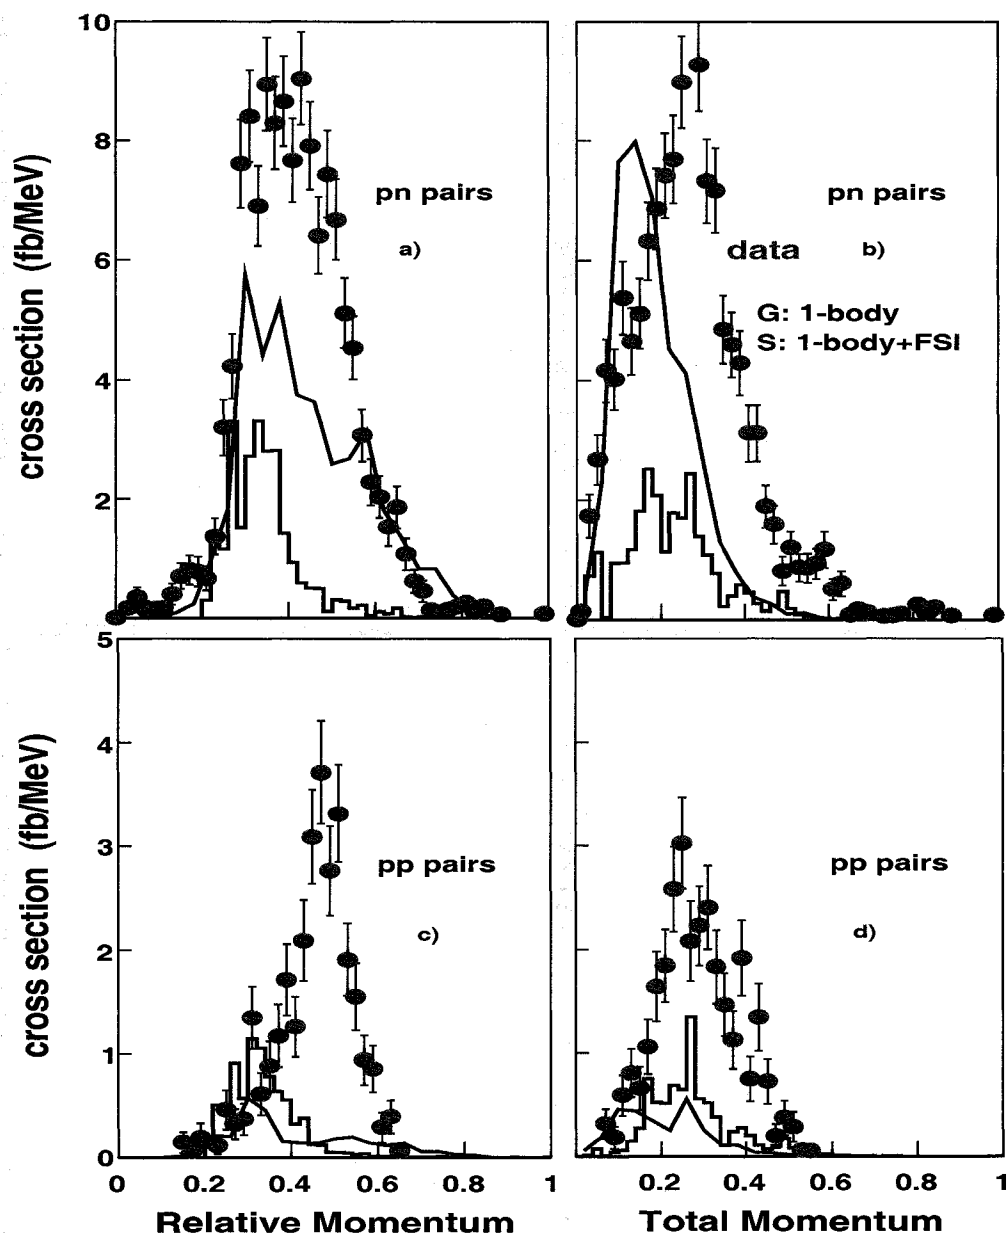 10
8
6
4
2
cross section (fb/MeV)
pn pairs
a)
pn pairs
data
b)
G: 1-body
S: 1-body+FSI
5
4
3
2
1
0
cross section (fb/MeV)
pp pairs
c)
pp pairs
d)
0 0.2 0.4 0.6 0.8
0.2 0.4 0.6 0.8 1
Relative Momentum
Total Momentum